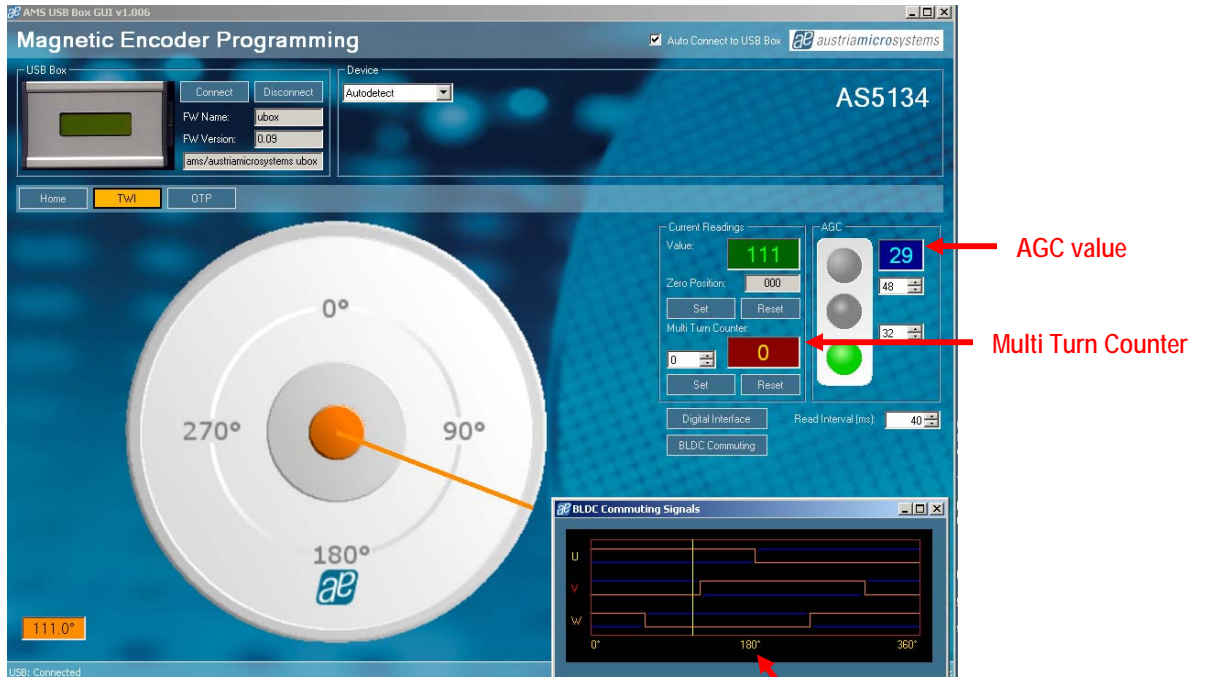 AMS USB Box GUI v1.006
Magnetic Encoder Programming
Auto Connect to USB Box
austriamicrosystems
USB Box
Connect
Disconnect
FW Name:
ubox
FW Version:
0.09
ams/austriamicrosystems ubox
Device
Autodetect
AS5134
Home
TWI
OTP
0°
90°
180°
270°
111.0°
Current Readings
Value:
111
Zero Position:
000
Set
Reset
Multi Turn Counter:
0
0
Set
Reset
AGC
29
48
32
AGC value
Multi Turn Counter
Digital Interface
Read Interval (ms):
40
BLDC Commuting
BLDC Commuting Signals
U
V
W
0°
180°
360°
USB: Connected